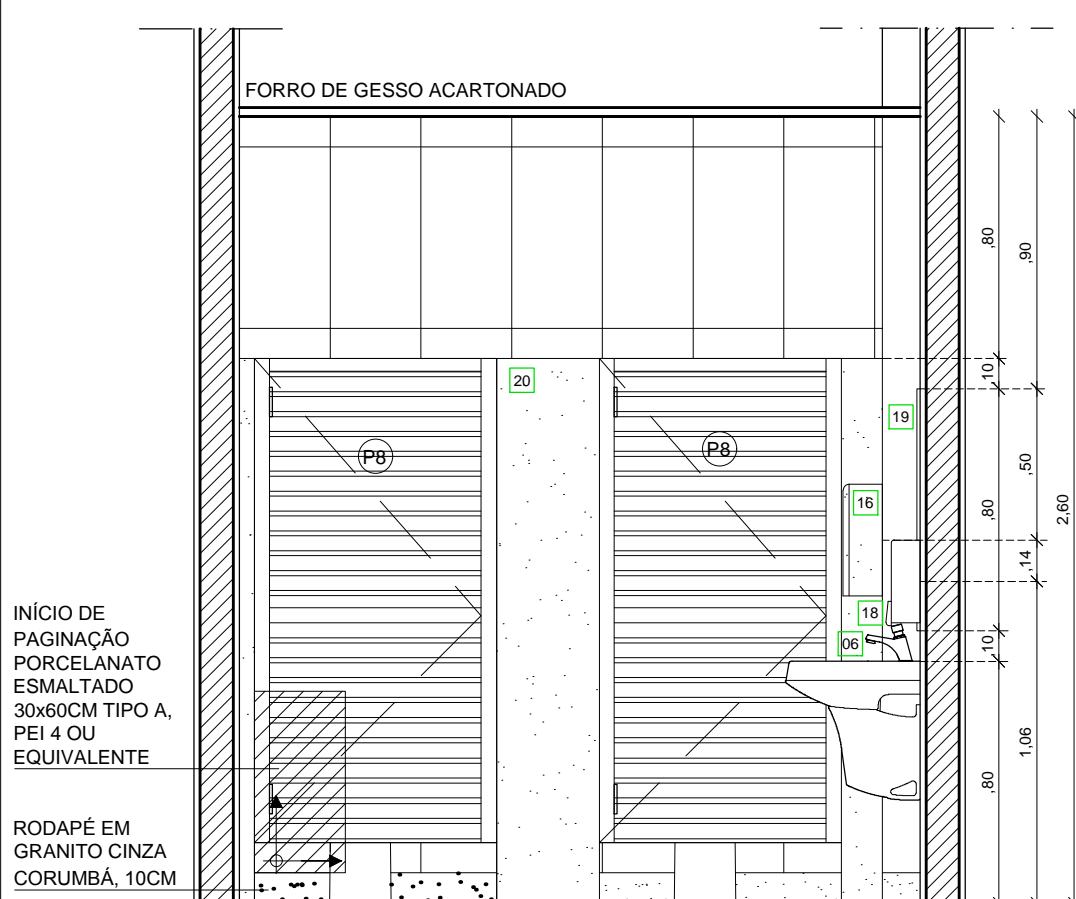 FORRO DE GESSO ACARTONADO
,80
,90
,10
20
19
P8
P8
,50
16
,80
2,60
,14
INÍCIO DE
PAGINAÇÃO
PORCELANATO
ESMALTADO
30x60CM TIPO A,
PEI 4 OU
EQUIVALENTE
18
06
,10
1,06
,80
RODAPÉ EM
GRANITO CINZA
CORUMBÁ, 10CM